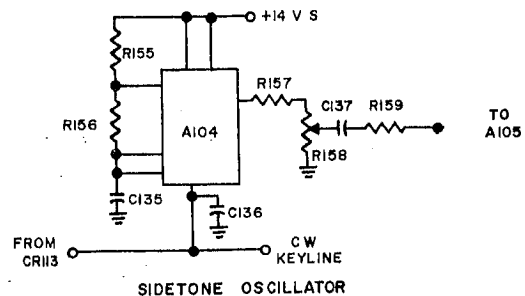 +14 V S
R155
R157
C137
R159
R156
A104
TO
A105
R158
C135
C136
FROM
CR113
CW
KEYLINE
SIDETONE OSCILLATOR